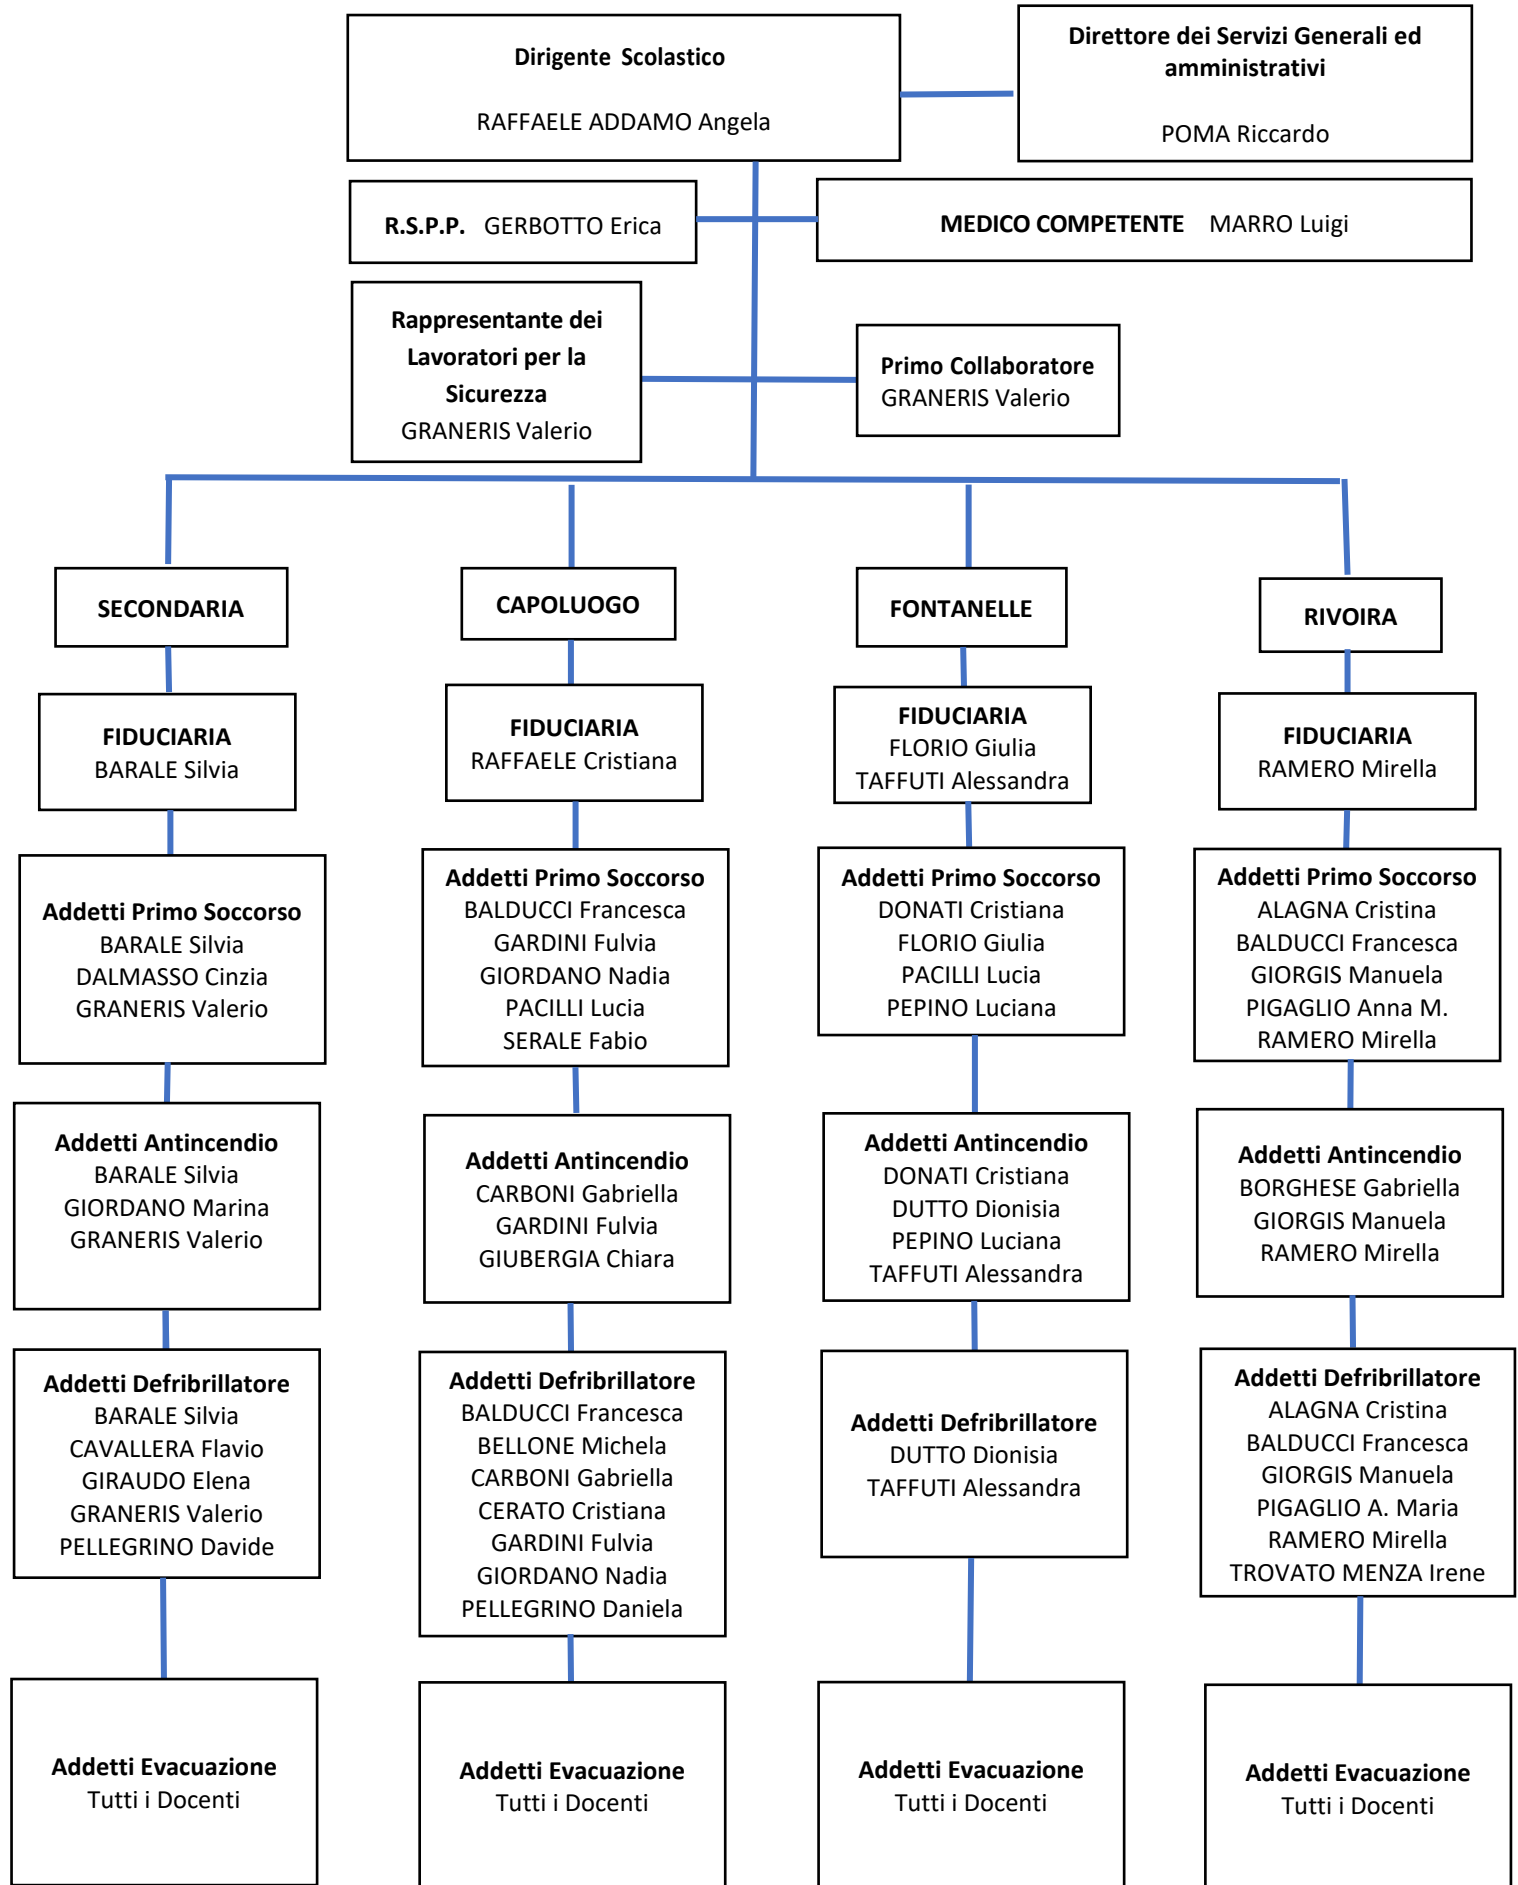 Dirigente Scolastico
RAFFAELE ADDAMO Angela
Direttore dei Servizi Generali ed
amministrativi
POMA Riccardo
R.S.P.P. GERBOTTO Erica
MEDICO COMPETENTE MARRO Luigi
Rappresentante dei
Lavoratori per la
Sicurezza
GRANERIS Valerio
Primo Collaboratore
GRANERIS Valerio
SECONDARIA
FIDUCIARIA
BARALE Silvia
Addetti Primo Soccorso
BARALE Silvia
DALMASSO Cinzia
GRANERIS Valerio
Addetti Antincendio
BARALE Silvia
GIORDANO Marina
GRANERIS Valerio
Addetti Defribrillatore
BARALE Silvia
CAVALLERA Flavio
GIRAUDO Elena
GRANERIS Valerio
PELLEGRINO Davide
Addetti Evacuazione
Tutti i Docenti
CAPOLUOGO
FIDUCIARIA
RAFFAELE Cristiana
Addetti Primo Soccorso
BALDUCCI Francesca
GARDINI Fulvia
GIORDANO Nadia
PACILLI Lucia
SERALE Fabio
Addetti Antincendio
CARBONI Gabriella
GARDINI Fulvia
GIUBERGIA Chiara
Addetti Defribrillatore
BALDUCCI Francesca
BELLONE Michela
CARBONI Gabriella
CERATO Cristiana
GARDINI Fulvia
GIORDANO Nadia
PELLEGRINO Daniela
Addetti Evacuazione
Tutti i Docenti
FONTANELLE
FIDUCIARIA
FLORIO Giulia
TAFFUTI Alessandra
Addetti Primo Soccorso
DONATI Cristiana
FLORIO Giulia
PACILLI Lucia
PEPINO Luciana
Addetti Antincendio
DONATI Cristiana
DUTTO Dionisia
PEPINO Luciana
TAFFUTI Alessandra
Addetti Defribrillatore
DUTTO Dionisia
TAFFUTI Alessandra
Addetti Evacuazione
Tutti i Docenti
RIVOIRA
FIDUCIARIA
RAMERO Mirella
Addetti Primo Soccorso
ALAGNA Cristina
BALDUCCI Francesca
GIORGIS Manuela
PIGAGLIO Anna M.
RAMERO Mirella
Addetti Antincendio
BORGHESE Gabriella
GIORGIS Manuela
RAMERO Mirella
Addetti Defribrillatore
ALAGNA Cristina
BALDUCCI Francesca
GIORGIS Manuela
PIGAGLIO A. Maria
RAMERO Mirella
TROVATO MENZA Irene
Addetti Evacuazione
Tutti i Docenti